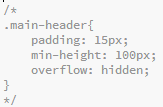 /*
.main-header{
    padding: 15px;
    min-height: 100px;
    overflow: hidden;
}
*/